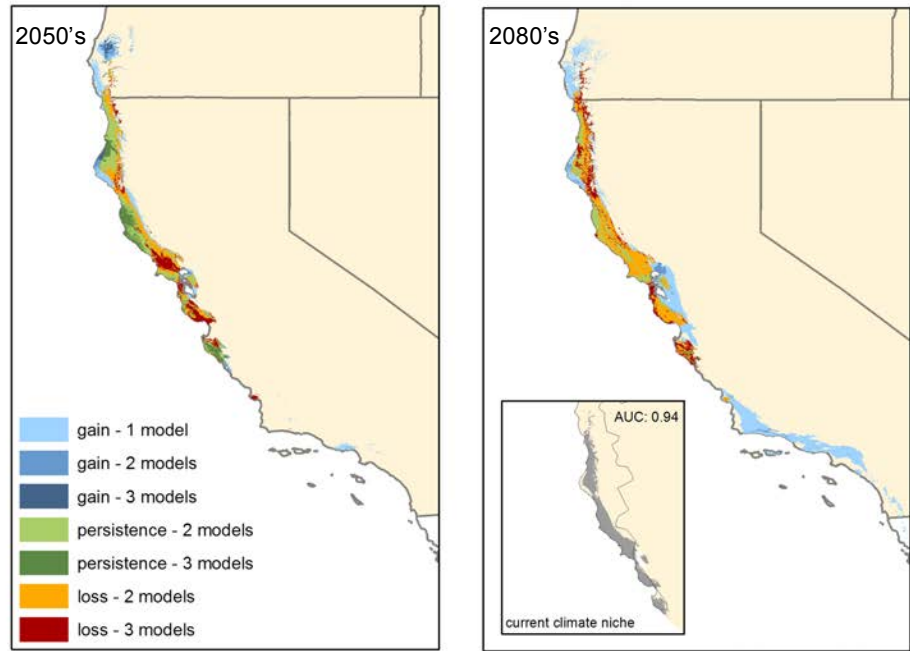 2050's
2080's
gain - 1 model
gain - 2 models
gain - 3 models
persistence - 2 models
persistence - 3 models
loss - 2 models
loss - 3 models
AUC: 0.94
current climate niche